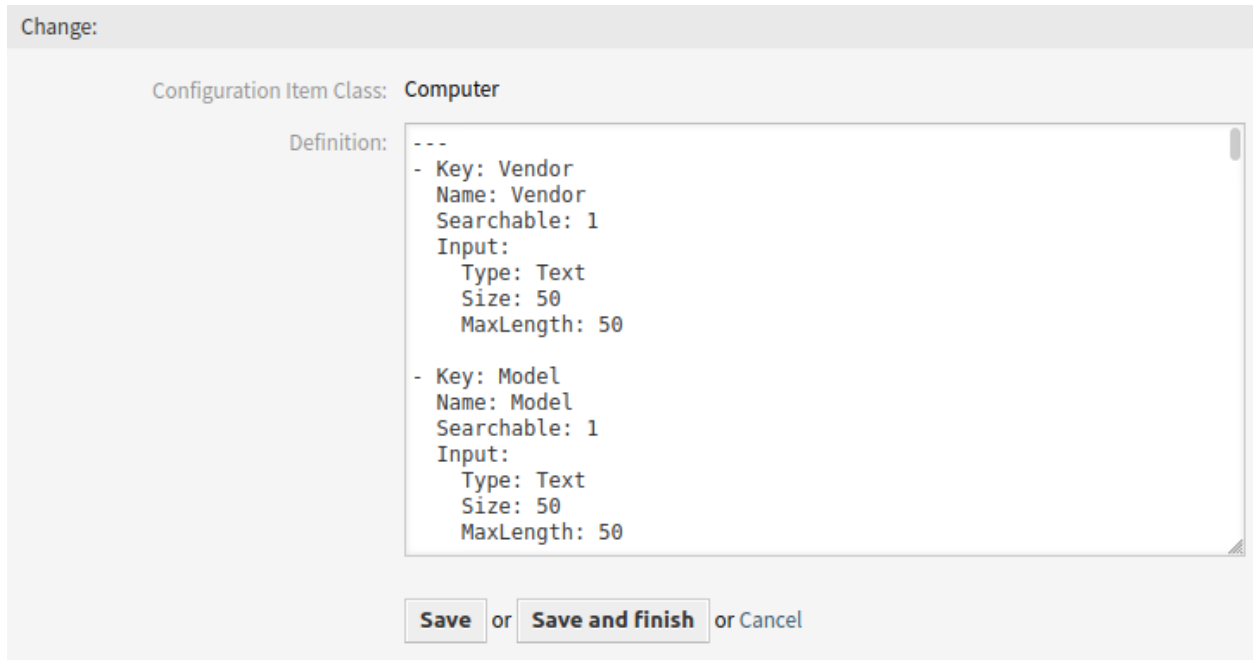 Change:
Configuration Item Class: Computer
Definition:
---
- Key: Vendor
  Name: Vendor
  Searchable: 1
  Input:
    Type: Text
    Size: 50
    MaxLength: 50

- Key: Model
  Name: Model
  Searchable: 1
  Input:
    Type: Text
    Size: 50
    MaxLength: 50
Save or Save and finish or Cancel